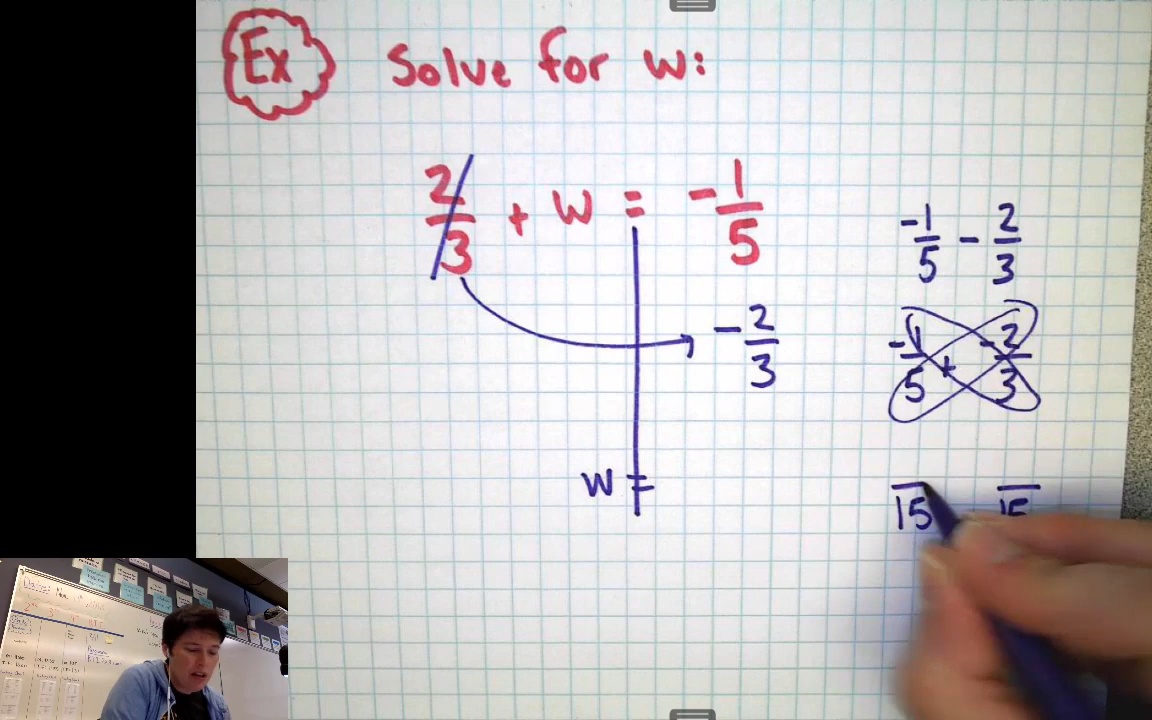 Ex Solve for w:
2/3 + w = -1/5
-1/5 - 2/3
-2/3
-1/5 + -2/3
w =
15 15